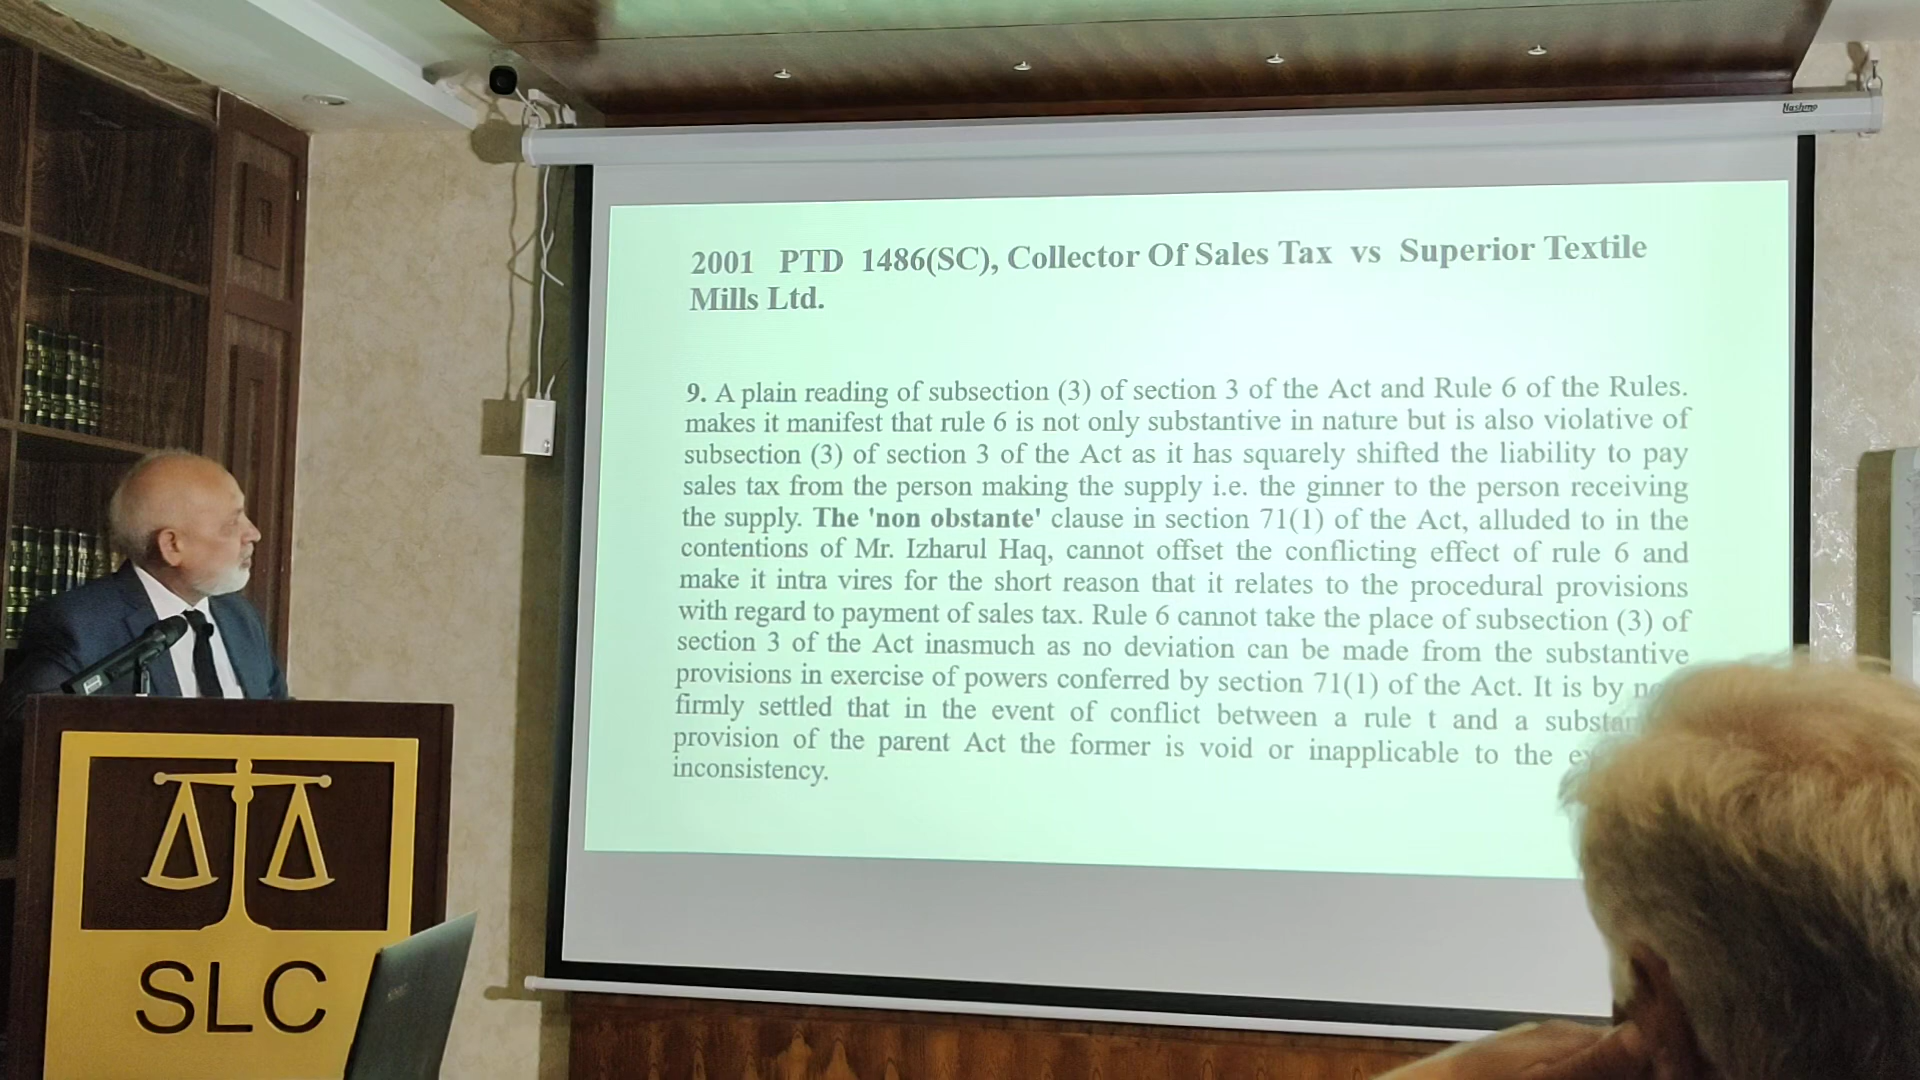 Nashmo
2001 PTD 1486(SC), Collector Of Sales Tax vs Superior Textile
Mills Ltd.
9. A plain reading of subsection (3) of section 3 of the Act and Rule 6 of the Rules.
makes it manifest that rule 6 is not only substantive in nature but is also violative of
subsection (3) of section 3 of the Act as it has squarely shifted the liability to pay
sales tax from the person making the supply i.e. the ginner to the person receiving
the supply. The 'non obstante' clause in section 71(1) of the Act, alluded to in the
contentions of Mr. Izharul Haq, cannot offset the conflicting effect of rule 6 and
make it intra vires for the short reason that it relates to the procedural provisions
with regard to payment of sales tax. Rule 6 cannot take the place of subsection (3) of
section 3 of the Act inasmuch as no deviation can be made from the substantive
provisions in exercise of powers conferred by section 71(1) of the Act. It is by
firmly settled that in the event of conflict between a rule t and a
provision of the parent Act the former is void or inapplicable to the
inconsistency.
SLC